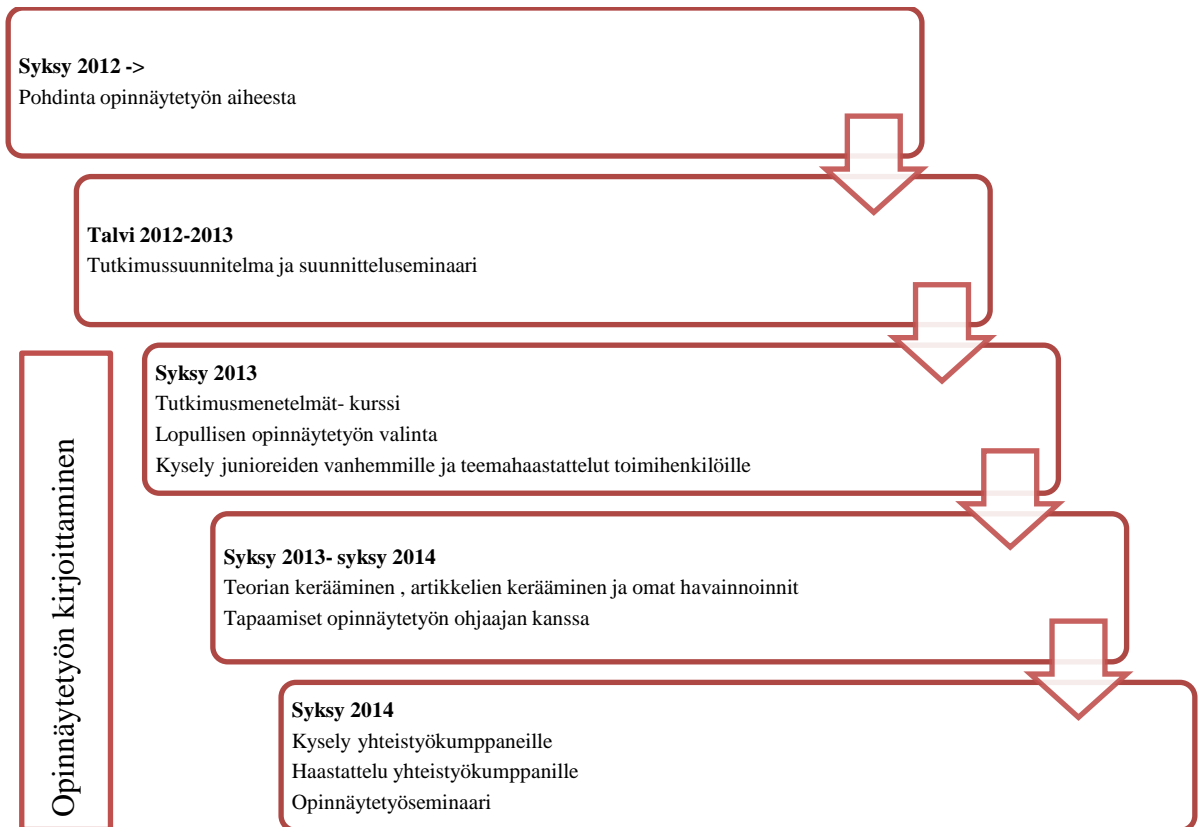 Syksy 2012 ->
Pohdinta opinnäytetyön aiheesta
Talvi 2012-2013
Tutkimussuunnitelma ja suunnitteluseminaari
Opinnäytetyön kirjoittaminen
Syksy 2013
Tutkimusmenetelmät- kurssi
Lopullisen opinnäytetyön valinta
Kysely junioreiden vanhemmille ja teemahaastattelut toimihenkilöille
Syksy 2013- syksy 2014
Teorian kerääminen , artikkelien kerääminen ja omat havainnoinnit
Tapaamiset opinnäytetyön ohjaajan kanssa
Syksy 2014
Kysely yhteistyökumppaneille
Haastattelu yhteistyökumppanille
Opinnäytetyöseminaari